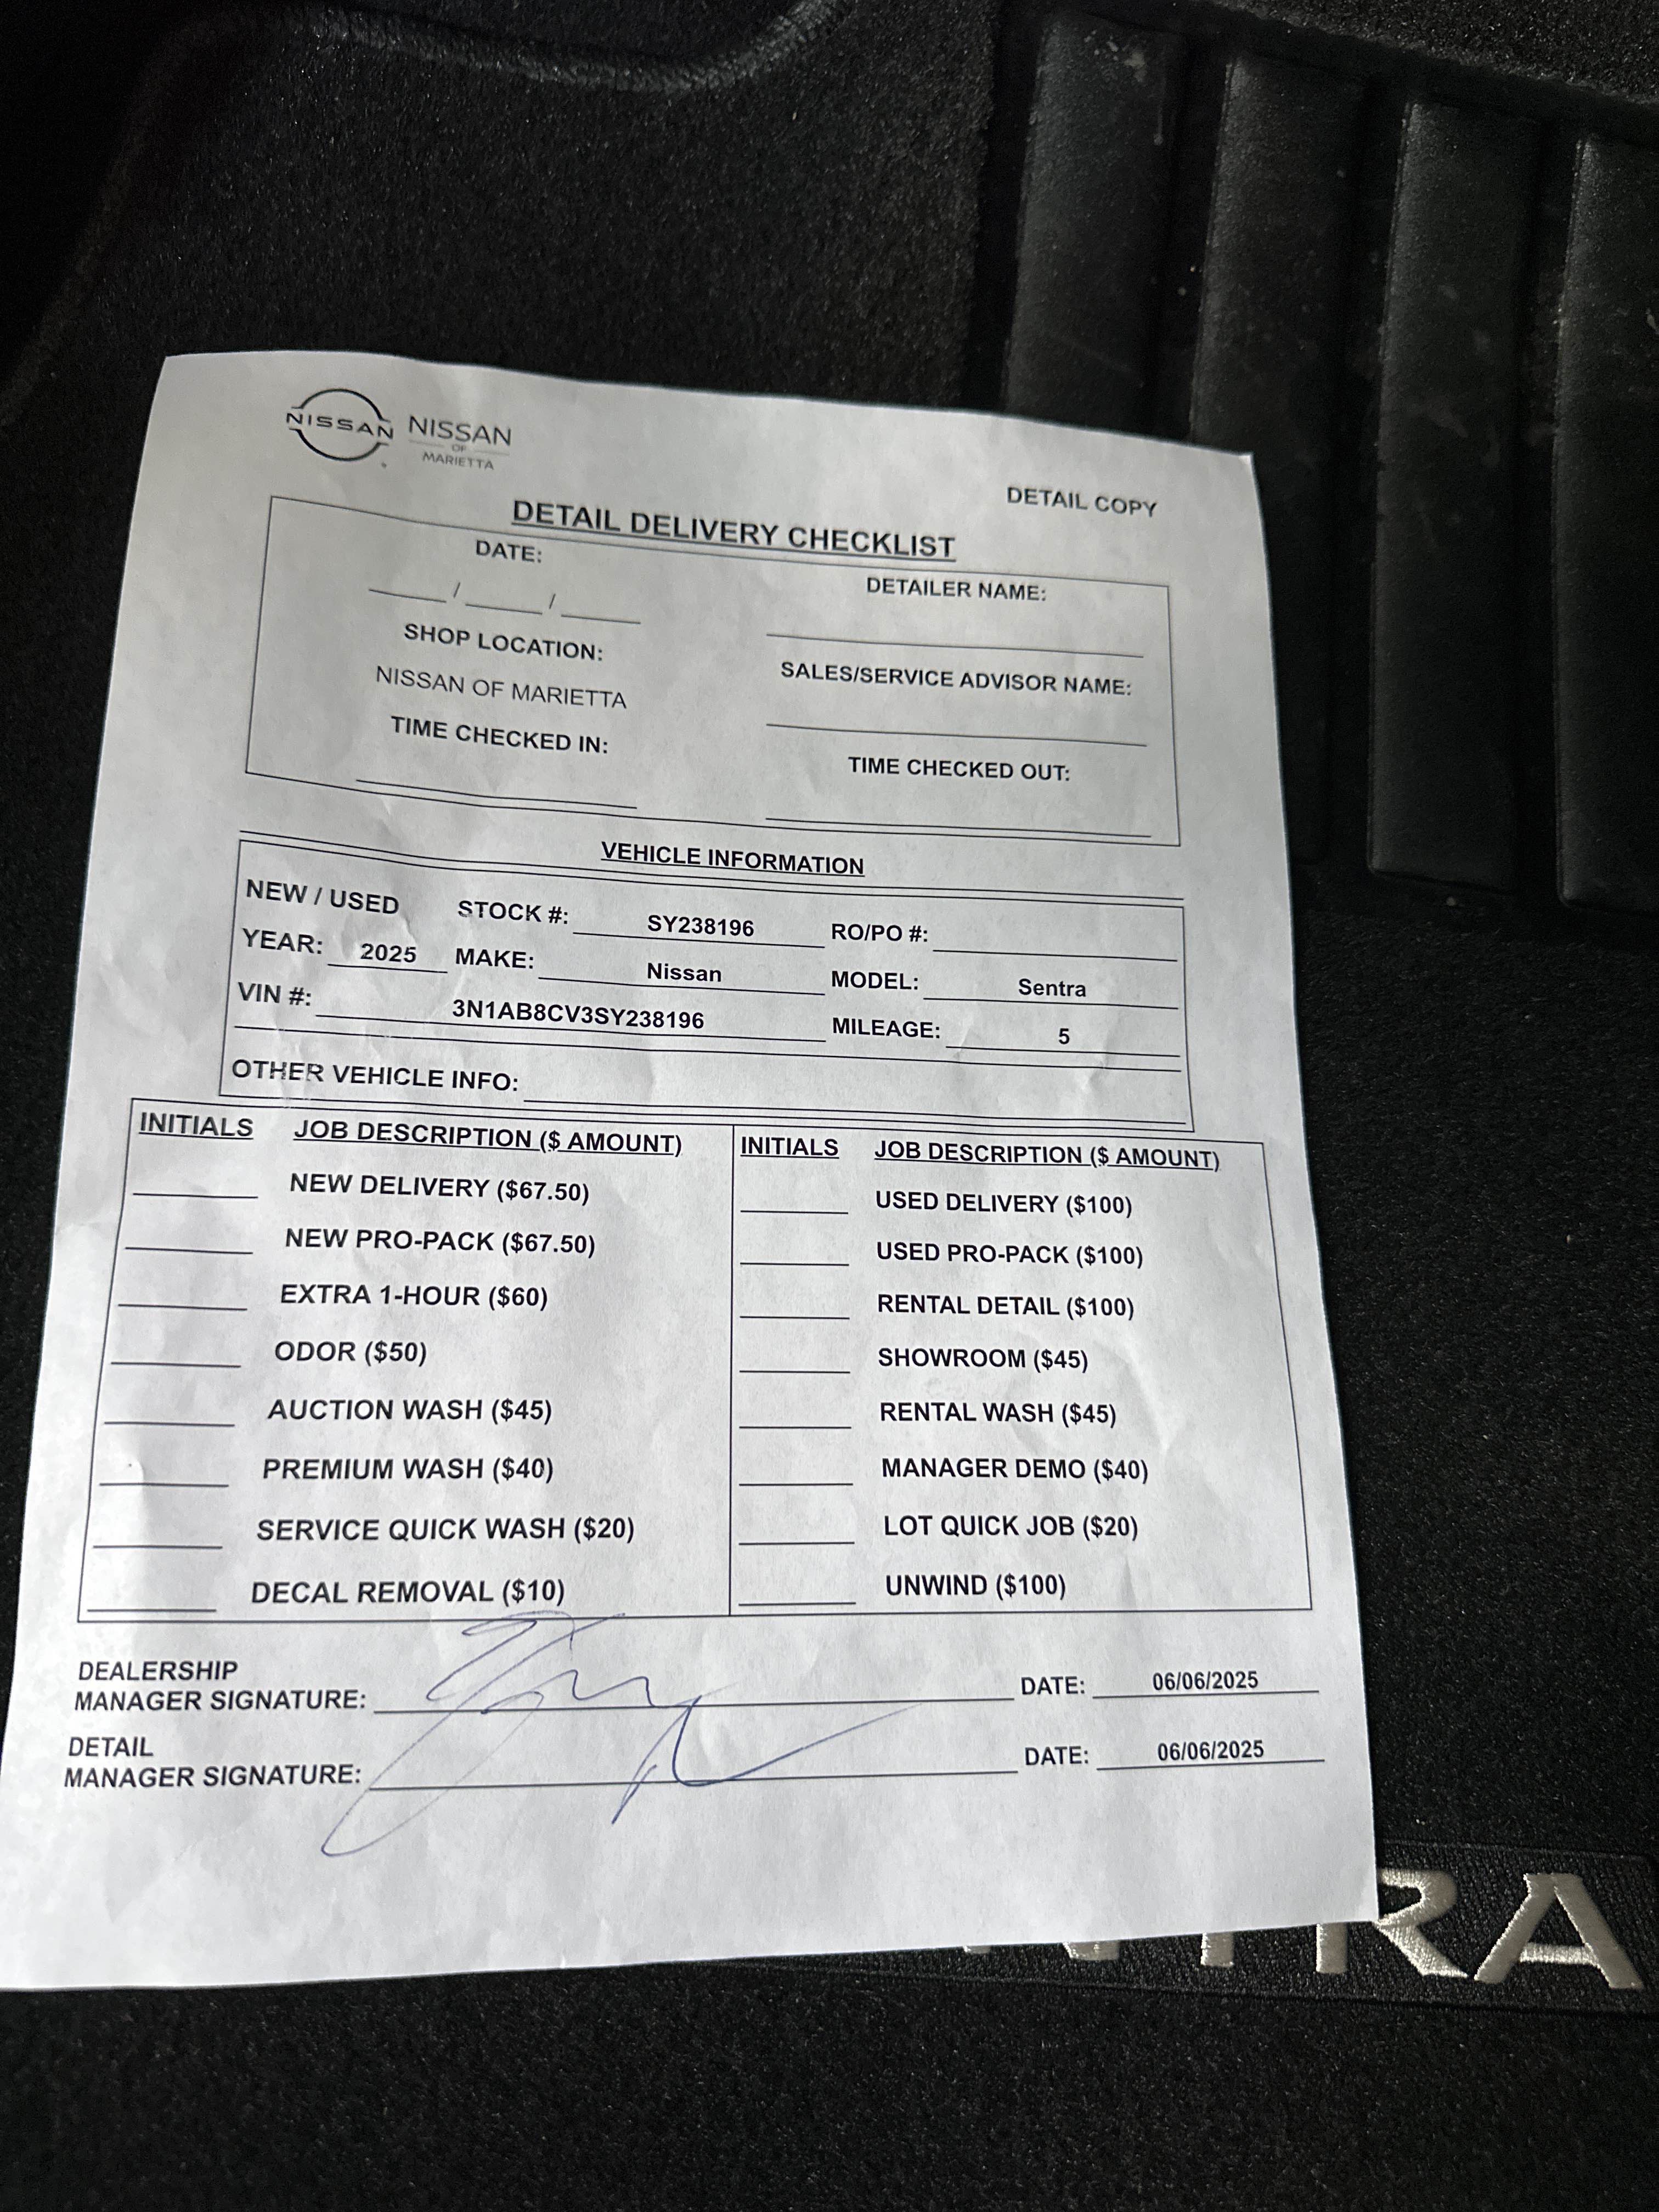 NISSAN NISSAN
OF
MARIETTA
DETAIL COPY
DETAIL DELIVERY CHECKLIST
DATE:
____ / ____ / ____
DETAILER NAME:
SHOP LOCATION:
NISSAN OF MARIETTA
SALES/SERVICE ADVISOR NAME:
TIME CHECKED IN:
TIME CHECKED OUT:
VEHICLE INFORMATION
NEW / USED STOCK #: SY238196 RO/PO #:
YEAR: 2025 MAKE: Nissan MODEL: Sentra
VIN #: 3N1AB8CV3SY238196 MILEAGE: 5
OTHER VEHICLE INFO:
INITIALS JOB DESCRIPTION ($ AMOUNT) INITIALS JOB DESCRIPTION ($ AMOUNT)
NEW DELIVERY ($67.50) USED DELIVERY ($100)
NEW PRO-PACK ($67.50) USED PRO-PACK ($100)
EXTRA 1-HOUR ($60) RENTAL DETAIL ($100)
ODOR ($50) SHOWROOM ($45)
AUCTION WASH ($45) RENTAL WASH ($45)
PREMIUM WASH ($40) MANAGER DEMO ($40)
SERVICE QUICK WASH ($20) LOT QUICK JOB ($20)
DECAL REMOVAL ($10) UNWIND ($100)
DEALERSHIP
MANAGER SIGNATURE: DATE: 06/06/2025
DETAIL
MANAGER SIGNATURE: DATE: 06/06/2025
NTRA